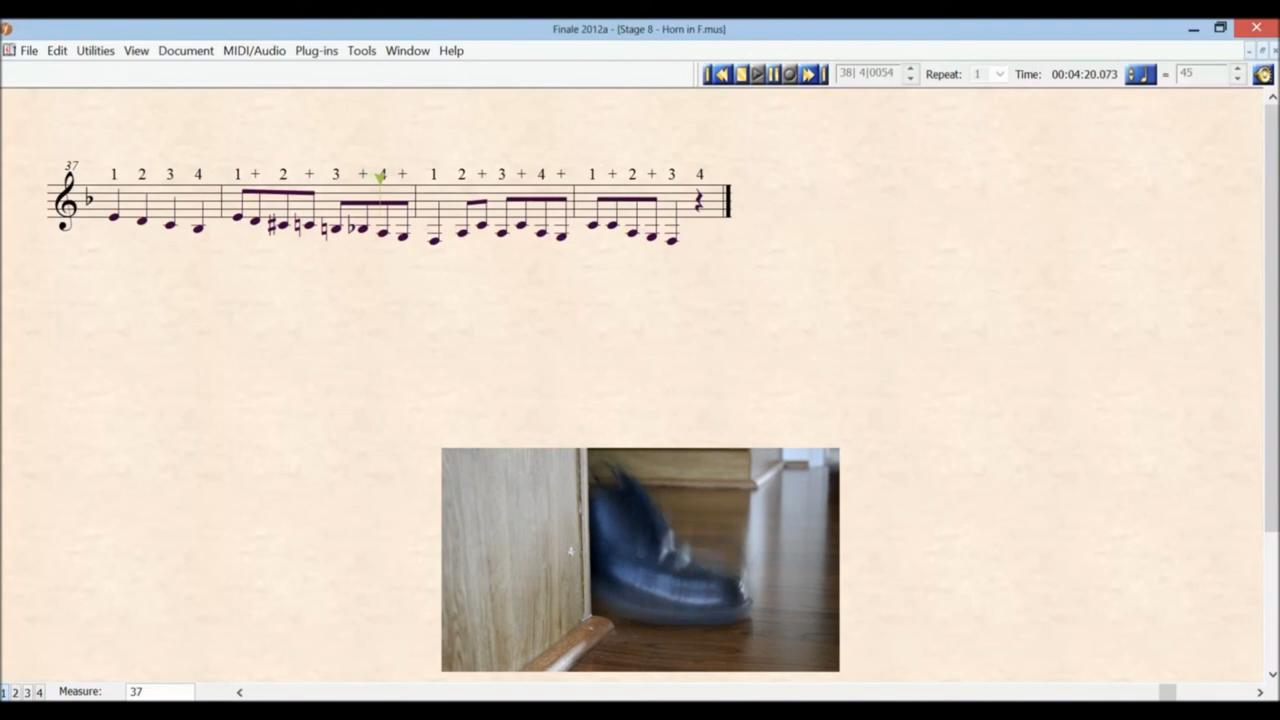 Finale 2012a - [Stage 8 - Horn in F.mus]
File Edit Utilities View Document MIDI/Audio Plug-ins Tools Window Help
38| 4|0054 Repeat: 1 Time: 00:04:20.073 = 45
37
1 2 3 4 1 + 2 + 3 + 4 + 1 2 + 3 + 4 + 1 + 2 + 3 4
4
1 2 3 4 Measure: 37